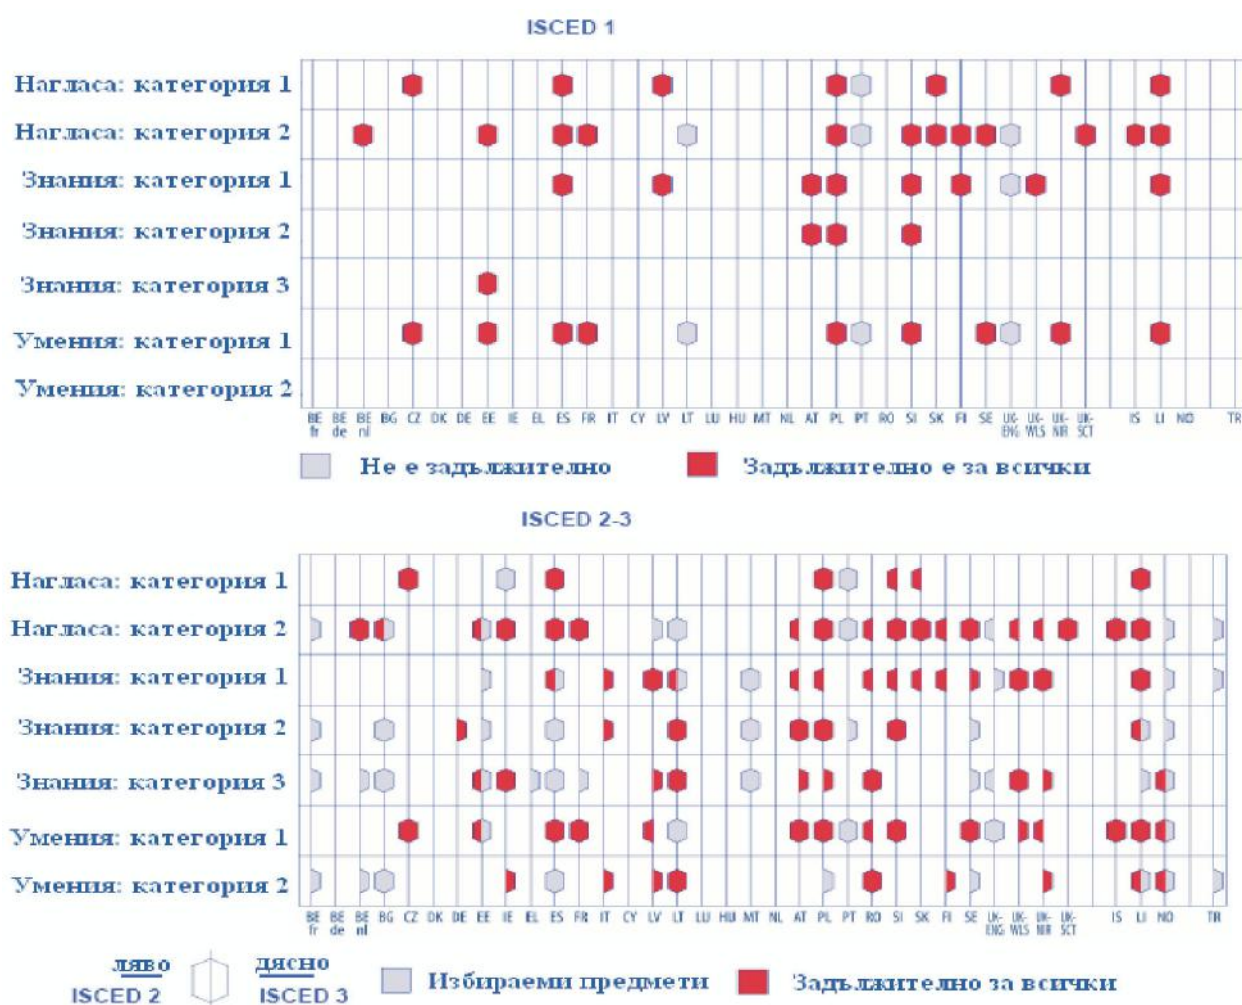 ISCED 1
Нагласа: категория 1
Нагласа: категория 2
Знания: категория 1
Знания: категория 2
Знания: категория 3
Умения: категория 1
Умения: категория 2
BE fr BE de BE nl BG CZ DK DE EE IE EL ES FR IT CY LV LT LU HU MT NL AT PL PT RO SI SK FI SE UK-ENG UK-WLS UK-NIR UK-SCT IS LI NO TR
Не е задължително Задължително е за всички
ISCED 2-3
Нагласа: категория 1
Нагласа: категория 2
Знания: категория 1
Знания: категория 2
Знания: категория 3
Умения: категория 1
Умения: категория 2
BE fr BE de BE nl BG CZ DK DE EE IE EL ES FR IT CY LV LT LU HU MT NL AT PL PT RO SI SK FI SE UK-ENG UK-WLS UK-NIR UK-SCT IS LI NO TR
ляво дясно Избираеми предмети Задължително за всички
ISCED 2 ISCED 3